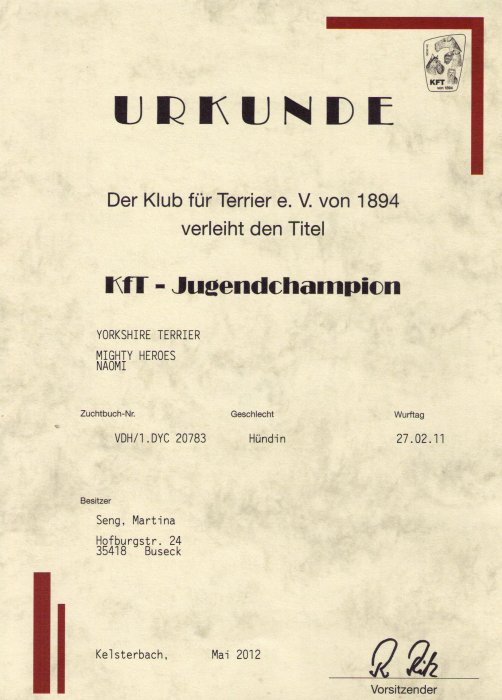 KFT
von 1894
URKUNDE
Der Klub für Terrier e. V. von 1894
verleiht den Titel
KfT - Jugendchampion
YORKSHIRE TERRIER
MIGHTY HEROES
NAOMI
Zuchtbuch-Nr. Geschlecht Wurftag
VDH/1.DYC 20783 Hündin 27.02.11
Besitzer
Seng, Martina
Hofburgstr. 24
35418 Buseck
Kelsterbach, Mai 2012
Vorsitzender